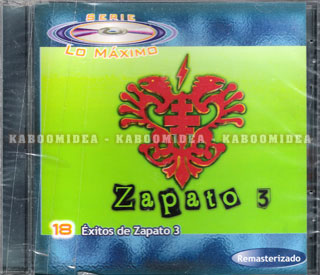 SERIE
LO MÁXIMO
KABOOMIDEA - KABOOMIDEA - KABOOMIDEA
Zapato 3
18 Éxitos de Zapato 3
Remasterizado